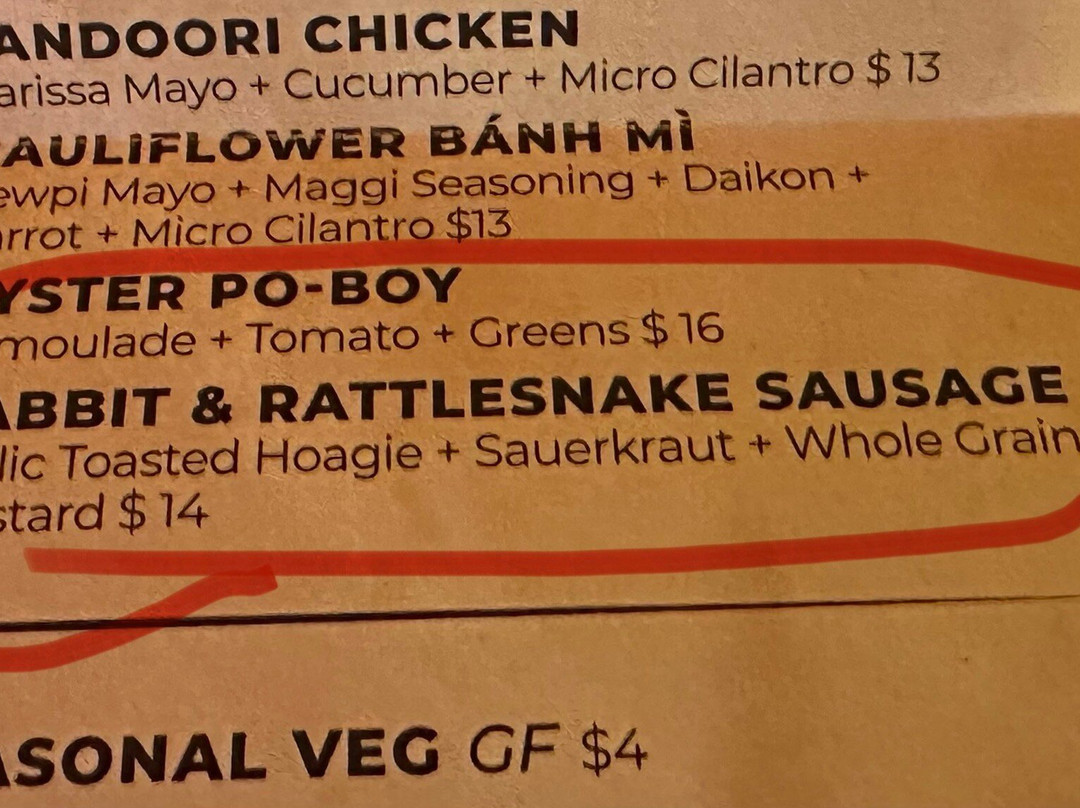 ANDOORI CHICKEN
arissa Mayo + Cucumber + Micro Cilantro $ 13
AULIFLOWER BÁNH MÌ
ewpi Mayo + Maggi Seasoning + Daikon +
rrot + Micro Cilantro $13
YSTER PO-BOY
moulade + Tomato + Greens $ 16
ABBIT & RATTLESNAKE SAUSAGE
lic Toasted Hoagie + Sauerkraut + Whole Grain
stard $ 14
ASONAL VEG GF $4